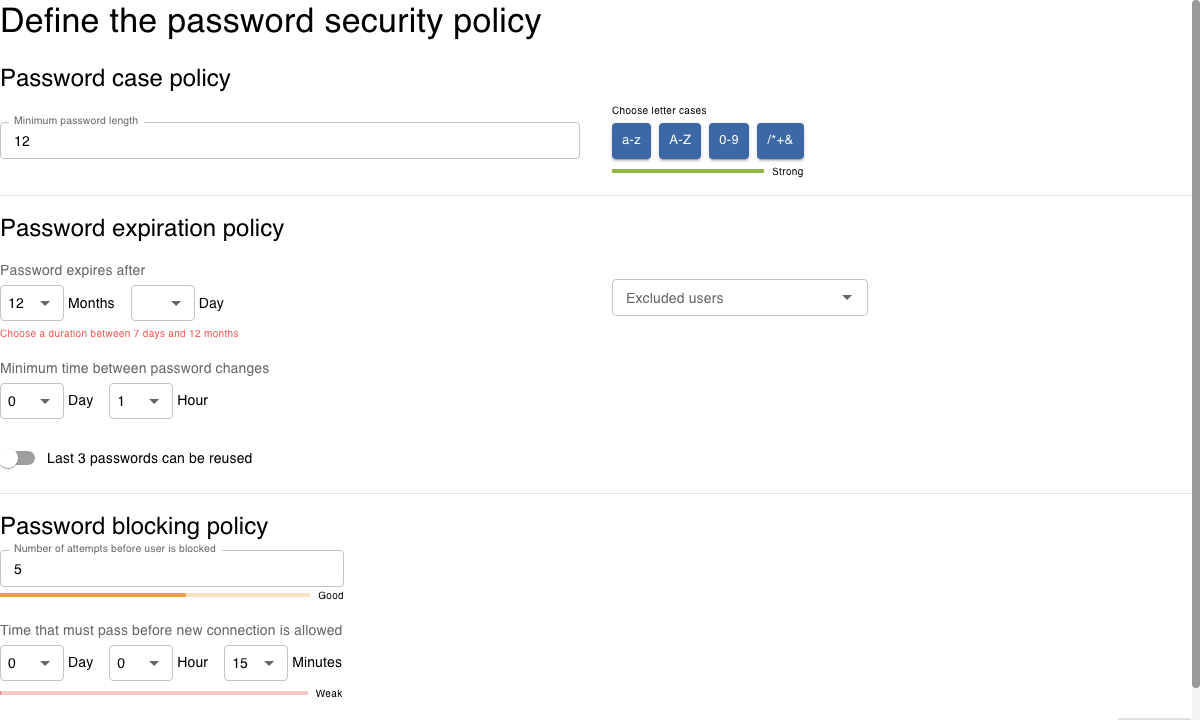 Define the password security policy
Password case policy
Minimum password length
12
Choose letter cases
a-z A-Z 0-9 /*+&
Strong
Password expiration policy
Password expires after
12 Months Day
Choose a duration between 7 days and 12 months
Excluded users
Minimum time between password changes
0 Day 1 Hour
Last 3 passwords can be reused
Password blocking policy
Number of attempts before user is blocked
5
Good
Time that must pass before new connection is allowed
0 Day 0 Hour 15 Minutes
Weak